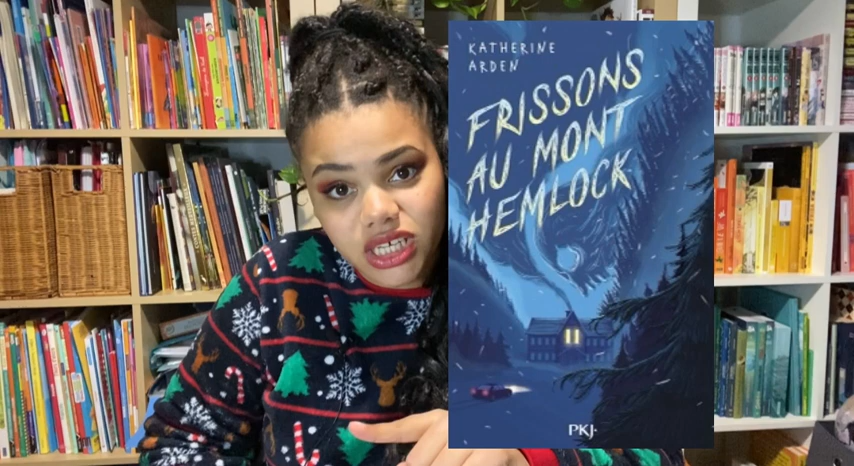 KATHERINE
ARDEN
FRISSONS
AU MONT
HEMLOCK
PKJ·